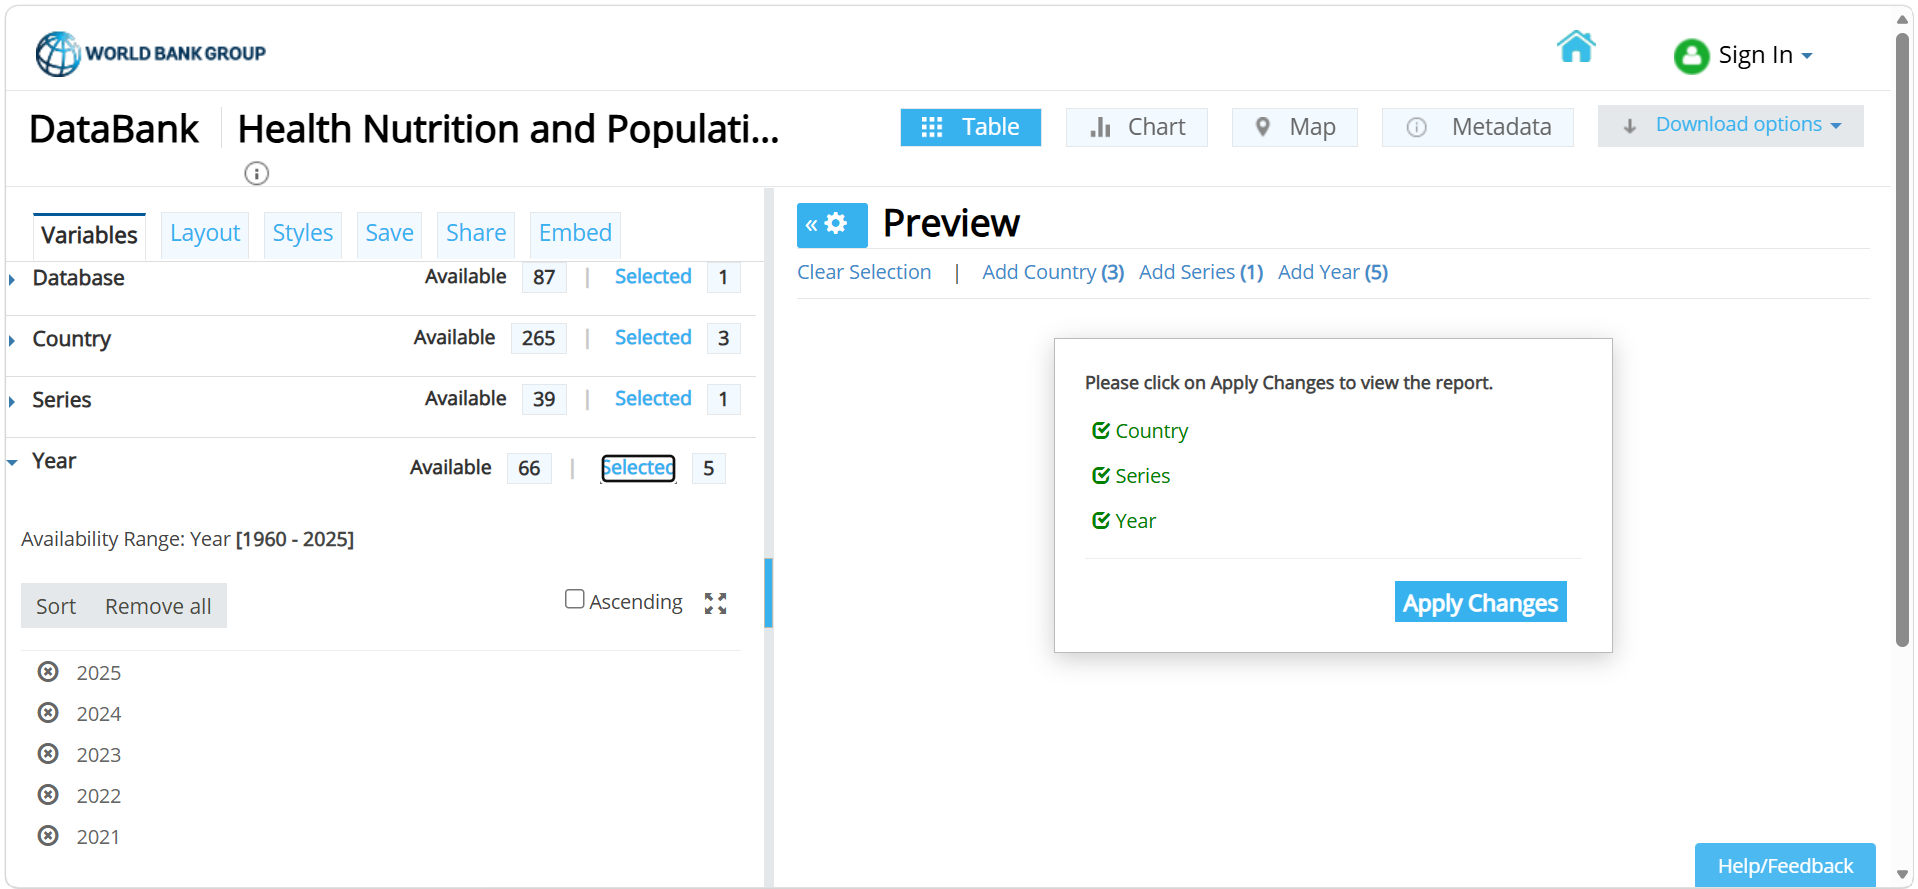 WORLD BANK GROUP
Sign In
DataBank
Health Nutrition and Populati...
Table
Chart
Map
Metadata
Download options
Variables
Layout
Styles
Save
Share
Embed
Database Available 87 | Selected 1
Country Available 265 | Selected 3
Series Available 39 | Selected 1
Year Available 66 | Selected 5
Availability Range: Year [1960 - 2025]
Sort Remove all
Ascending
2025
2024
2023
2022
2021
« Preview
Clear Selection | Add Country (3) Add Series (1) Add Year (5)
Please click on Apply Changes to view the report.
Country
Series
Year
Apply Changes
Help/Feedback